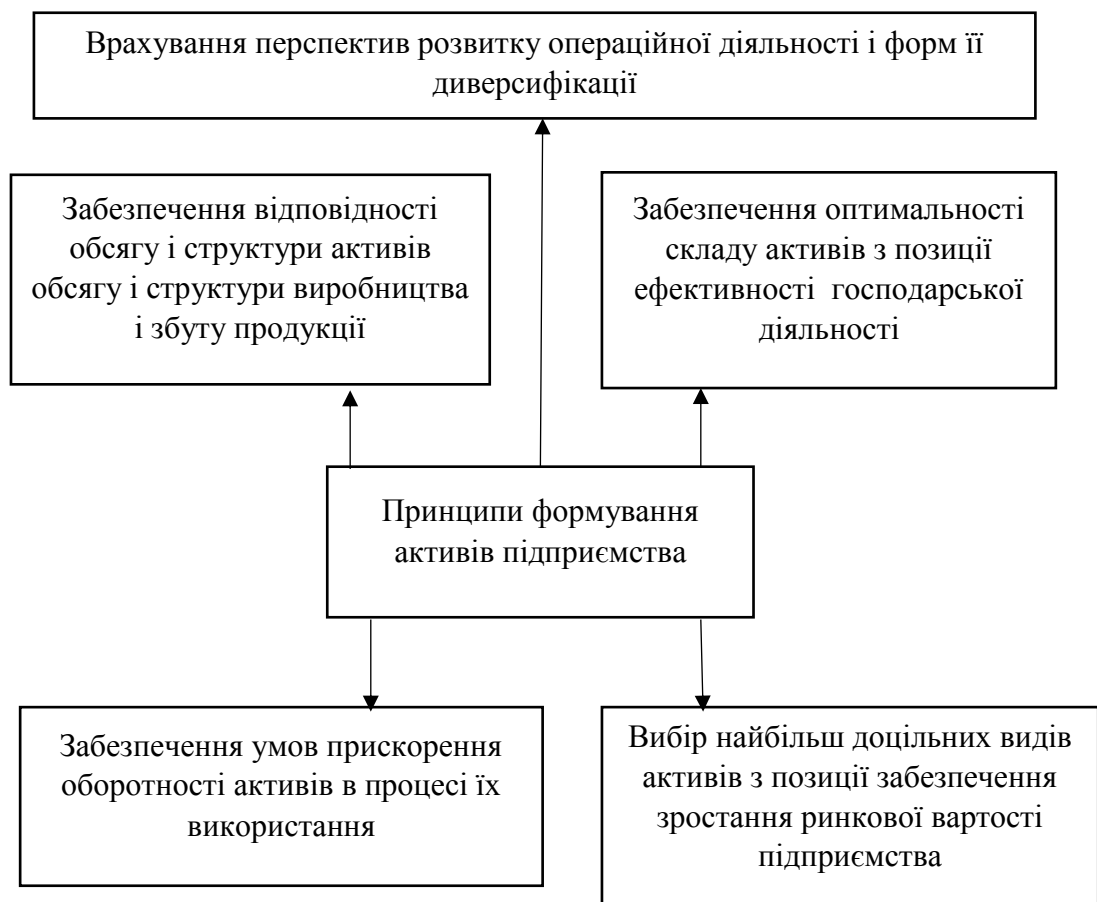 Врахування перспектив розвитку операційної діяльності і форм її
диверсифікації
Забезпечення відповідності
обсягу і структури активів
обсягу і структури виробництва
і збуту продукції
Забезпечення оптимальності
складу активів з позиції
ефективності господарської
діяльності
Принципи формування
активів підприємства
Забезпечення умов прискорення
оборотності активів в процесі їх
використання
Вибір найбільш доцільних видів
активів з позиції забезпечення
зростання ринкової вартості
підприємства